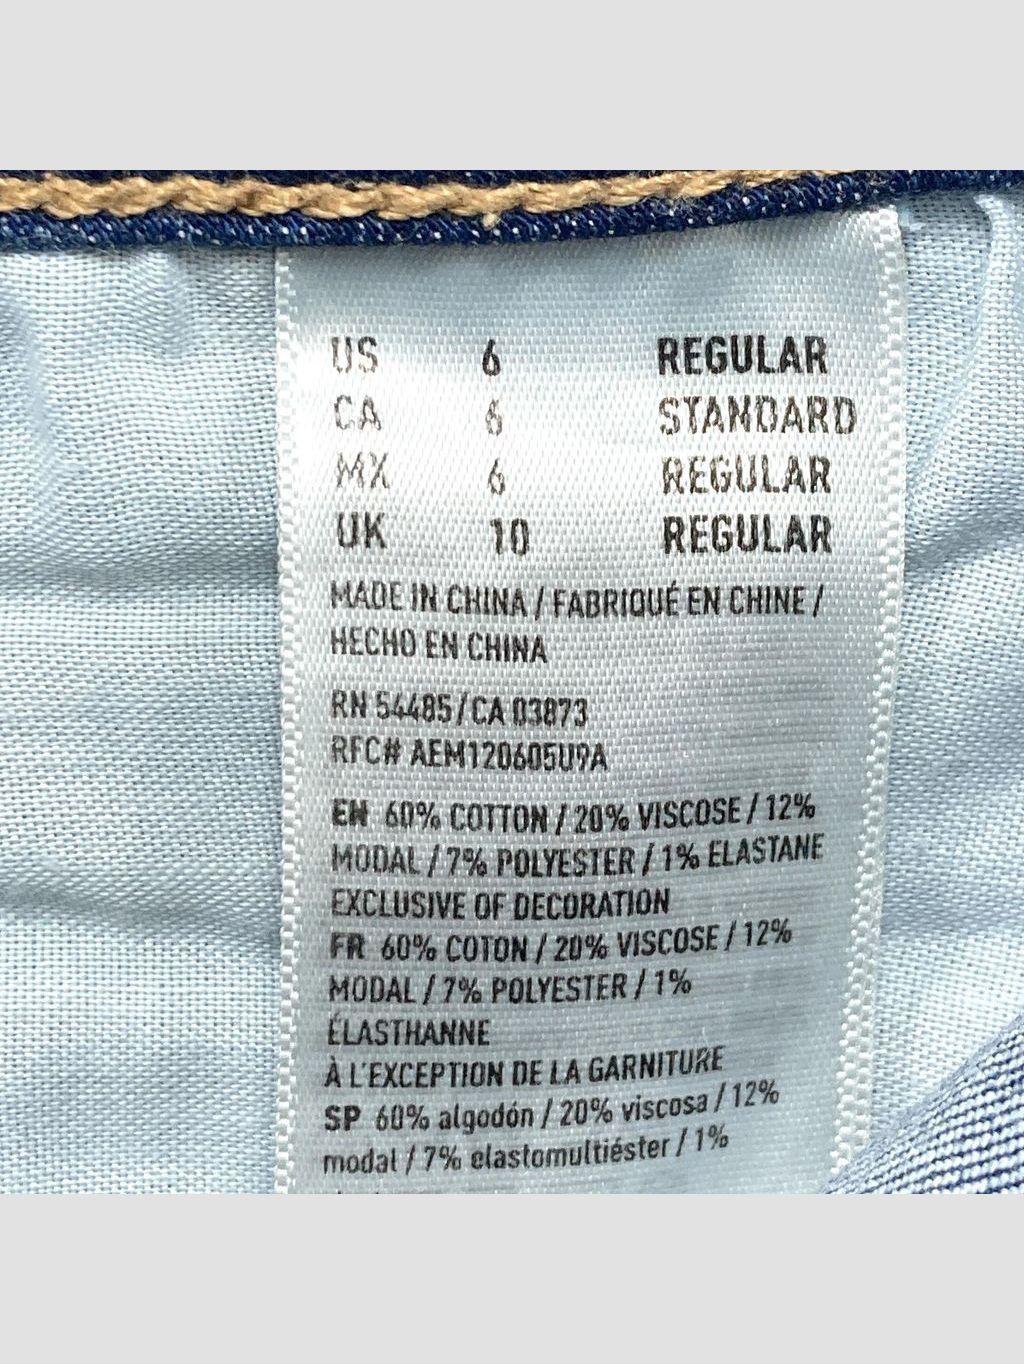 US 6 REGULAR
CA 6 STANDARD
MX 6 REGULAR
UK 10 REGULAR
MADE IN CHINA / FABRIQUÉ EN CHINE /
HECHO EN CHINA
RN 54485/CA 03873
RFC# AEM120605U9A
EN 60% COTTON / 20% VISCOSE / 12%
MODAL / 7% POLYESTER / 1% ELASTANE
EXCLUSIVE OF DECORATION
FR 60% COTON / 20% VISCOSE / 12%
MODAL / 7% POLYESTER / 1%
ÉLASTHANNE
À L'EXCEPTION DE LA GARNITURE
SP 60% algodón / 20% viscosa / 12%
modal / 7% elastomultiéster / 1%